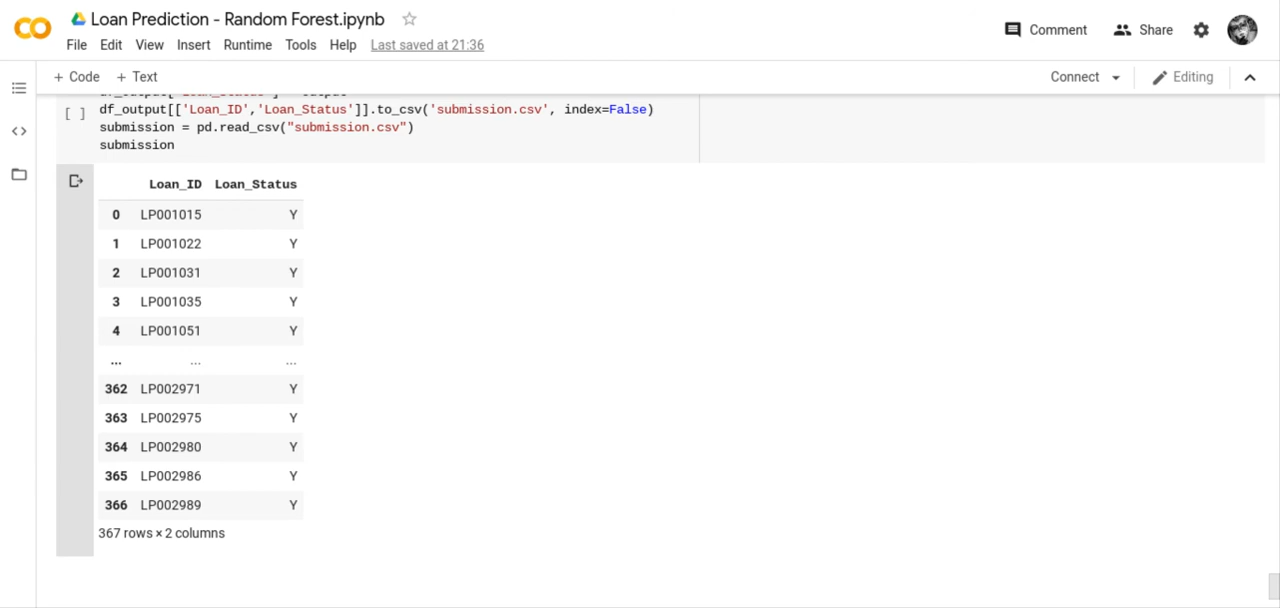 Loan Prediction - Random Forest.ipynb
Comment
Share
File Edit View Insert Runtime Tools Help Last saved at 21:36
+ Code + Text
Connect
Editing
[ ]
df_output[['Loan_ID','Loan_Status']].to_csv('submission.csv', index=False)
submission = pd.read_csv("submission.csv")
submission
Loan_ID Loan_Status
0 LP001015 Y
1 LP001022 Y
2 LP001031 Y
3 LP001035 Y
4 LP001051 Y
... ... ...
362 LP002971 Y
363 LP002975 Y
364 LP002980 Y
365 LP002986 Y
366 LP002989 Y
367 rows × 2 columns